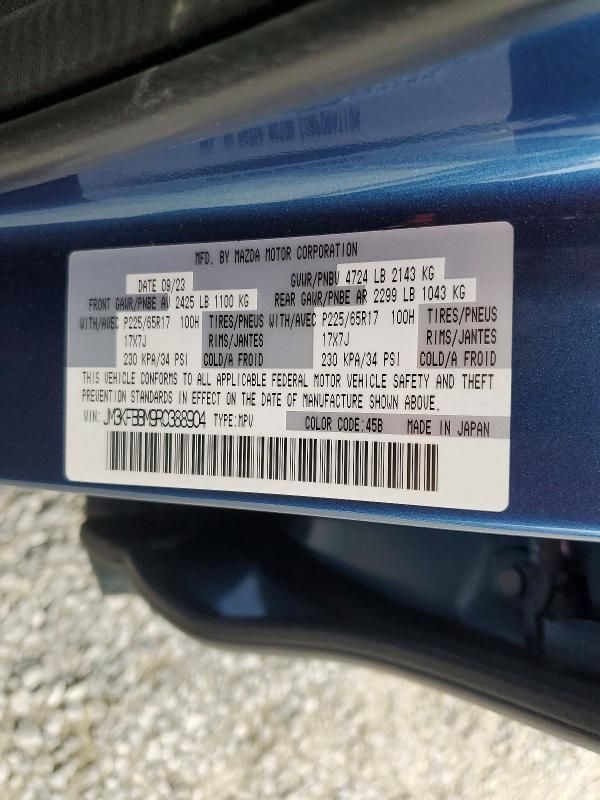 MFD. BY MAZDA MOTOR CORPORATION
DATE 09/23 GVWR/PNBV 4724 LB 2143 KG
FRONT GAWR/PNBE AV 2425 LB 1100 KG REAR GAWR/PNBE AR 2299 LB 1043 KG
WITH/AVEC P225/65R17 100H TIRES/PNEUS WITH/AVEC P225/65R17 100H TIRES/PNEUS
17X7J RIMS/JANTES 17X7J RIMS/JANTES
230 KPA/34 PSI COLD/A FROID 230 KPA/34 PSI COLD/A FROID
THIS VEHICLE CONFORMS TO ALL APPLICABLE FEDERAL MOTOR VEHICLE SAFETY AND THEFT
PREVENTION STANDARDS IN EFFECT ON THE DATE OF MANUFACTURE SHOWN ABOVE.
VIN: JM3KFBBM9R0388904 TYPE:MPV COLOR CODE:45B MADE IN JAPAN